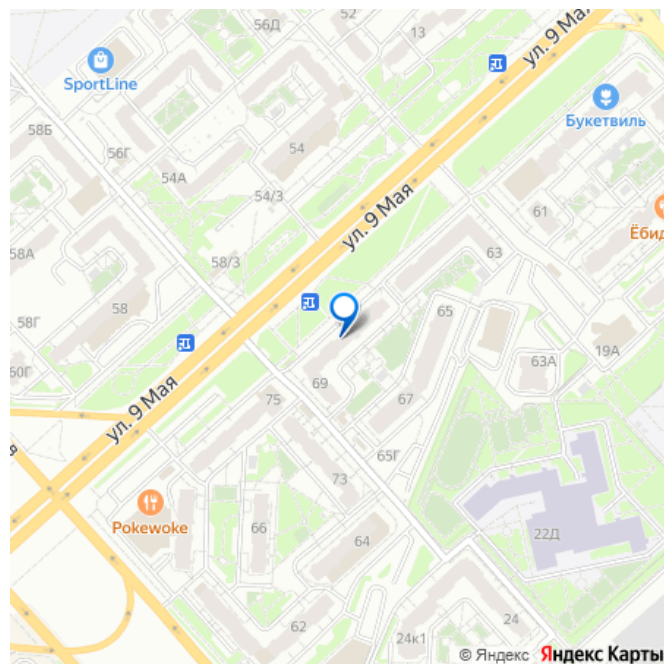 52
56Д
13
ул. 9 Мая
SportLine
Букетвиль
58Б
56Г
54
54А
54/3
ул. 9 Мая
61
Ёбид
58А
58/3
63
58
65
58Г
19А
63А
60Г
69
75
67
ул. 9 Мая
я
65Г
73
Pokewoke
66
64
22Д
62
24к1
24
© Яндекс Яндекс Карты